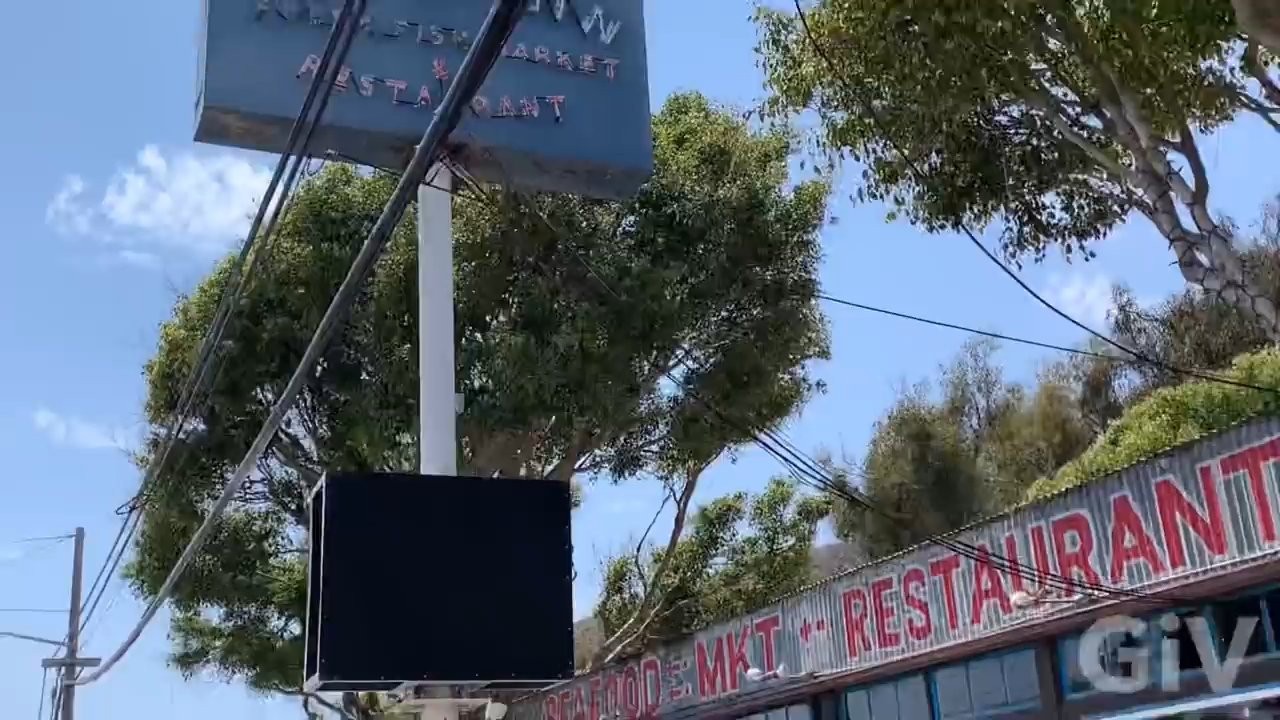 FISH MARKET
&
RESTAURANT
SEAFOOD MKT RESTAURANT
GiV